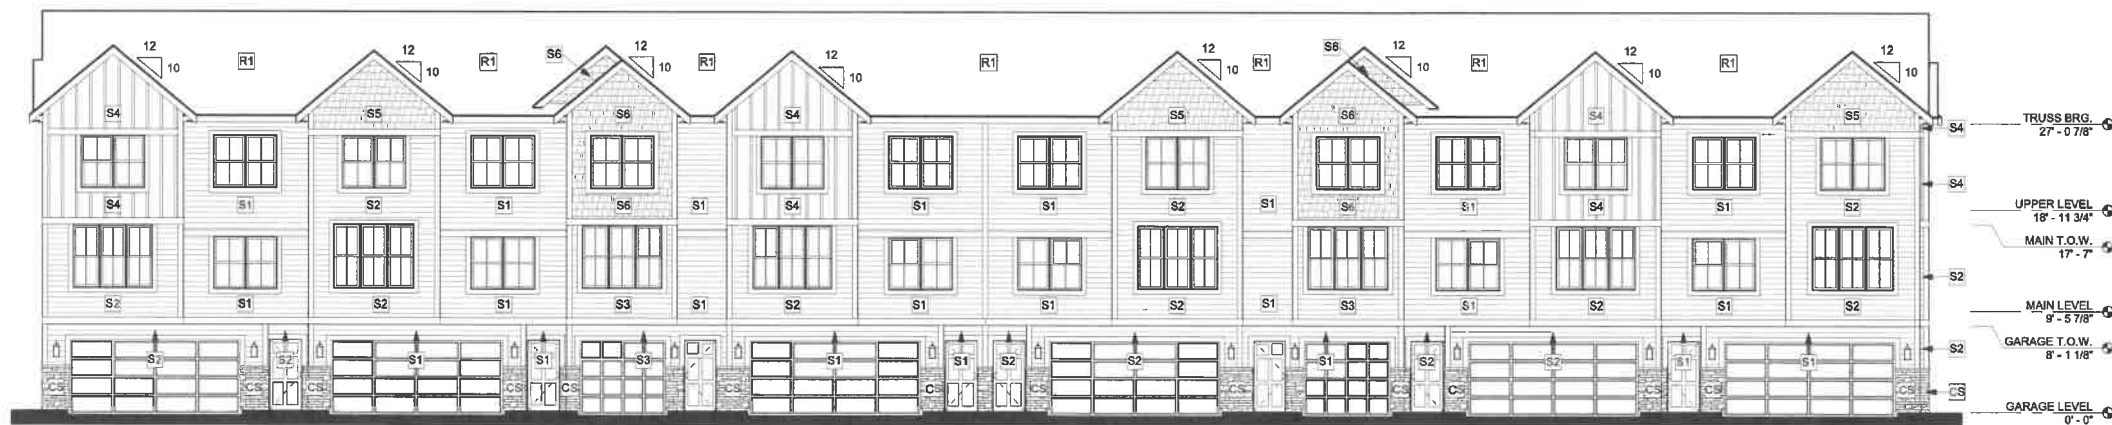 12 12 12 12 12 12 12 12
R1 R1 S6 R1 R1 R1 S6 R1 R1
10 10 10 10 10 10 10 10
S4 S5 S6 S4 S5 S6 S4 S5
TRUSS BRG.
S4 27' - 0 7/8"
S4
UPPER LEVEL
S4 S1 S2 S1 S6 S1 S4 S1 S1 S2 S1 S6 S1 S4 S1 S2
18' - 11 3/4"
MAIN T.O.W.
17' - 7"
S2
MAIN LEVEL
S2 S1 S2 S1 S3 S1 S2 S1 S1 S2 S1 S3 S1 S2 S1 S2
9' - 5 7/8"
GARAGE T.O.W.
8' - 1 1/8"
S2 S2 S1 S1 S3 S1 S1 S2 S2 S1 S2 S2 S1 S1 S2
CS CS CS CS CS CS CS CS CS CS CS CS CS CS
GARAGE LEVEL
0' - 0"